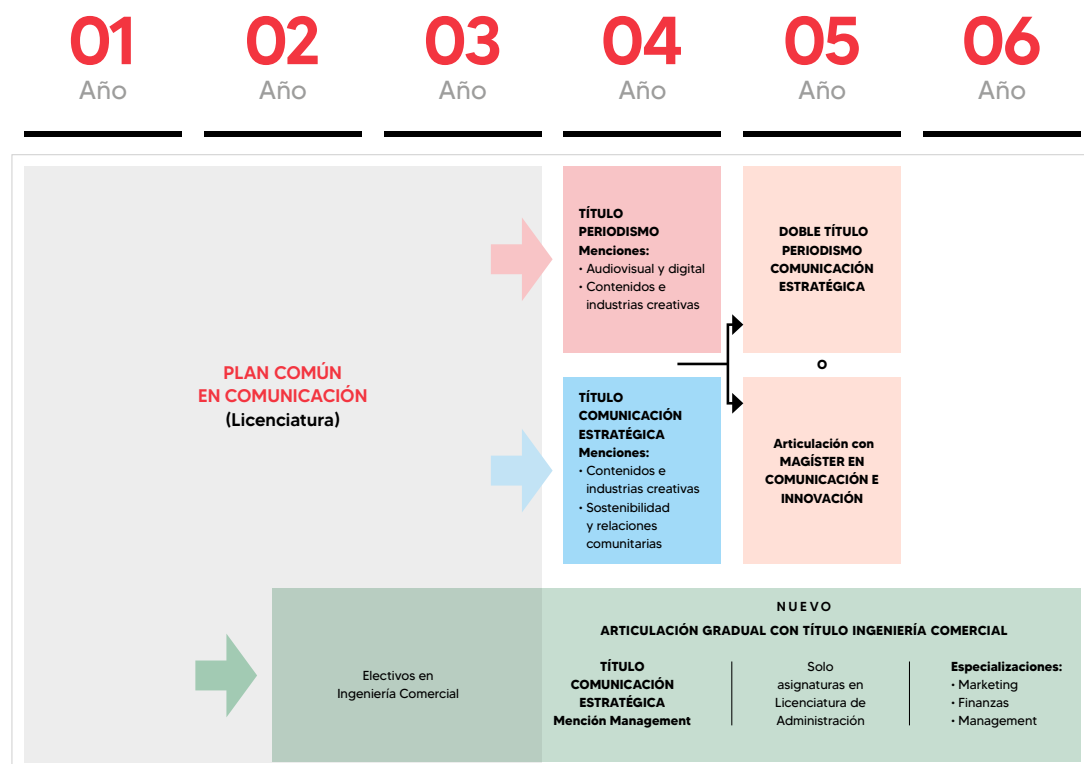 01
02
03
04
05
06
Año
Año
Año
Año
Año
Año
PLAN COMÚN
EN COMUNICACIÓN
(Licenciatura)
TÍTULO
PERIODISMO
Menciones:
• Audiovisual y digital
• Contenidos e
industrias creativas
DOBLE TÍTULO
PERIODISMO
COMUNICACIÓN
ESTRATÉGICA
o
TÍTULO
COMUNICACIÓN
ESTRATÉGICA
Menciones:
• Contenidos e
industrias creativas
• Sostenibilidad
y relaciones
comunitarias
Articulación con
MAGÍSTER EN
COMUNICACIÓN E
INNOVACIÓN
Electivos en
Ingeniería Comercial
NUEVO
ARTICULACIÓN GRADUAL CON TÍTULO INGENIERÍA COMERCIAL
TÍTULO
COMUNICACIÓN
ESTRATÉGICA
Mención Management
Solo
asignaturas en
Licenciatura de
Administración
Especializaciones:
• Marketing
• Finanzas
• Management